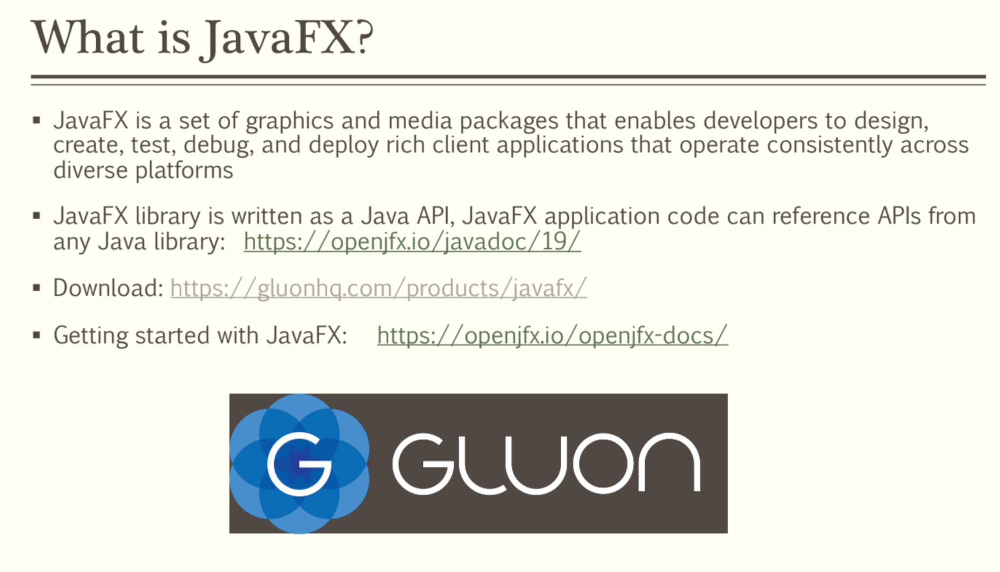 What is JavaFX?
▪ JavaFX is a set of graphics and media packages that enables developers to design,
create, test, debug, and deploy rich client applications that operate consistently across
diverse platforms
▪ JavaFX library is written as a Java API, JavaFX application code can reference APIs from
any Java library: https://openjfx.io/javadoc/19/
▪ Download: https://gluonhq.com/products/javafx/
▪ Getting started with JavaFX: https://openjfx.io/openjfx-docs/
G GLUON